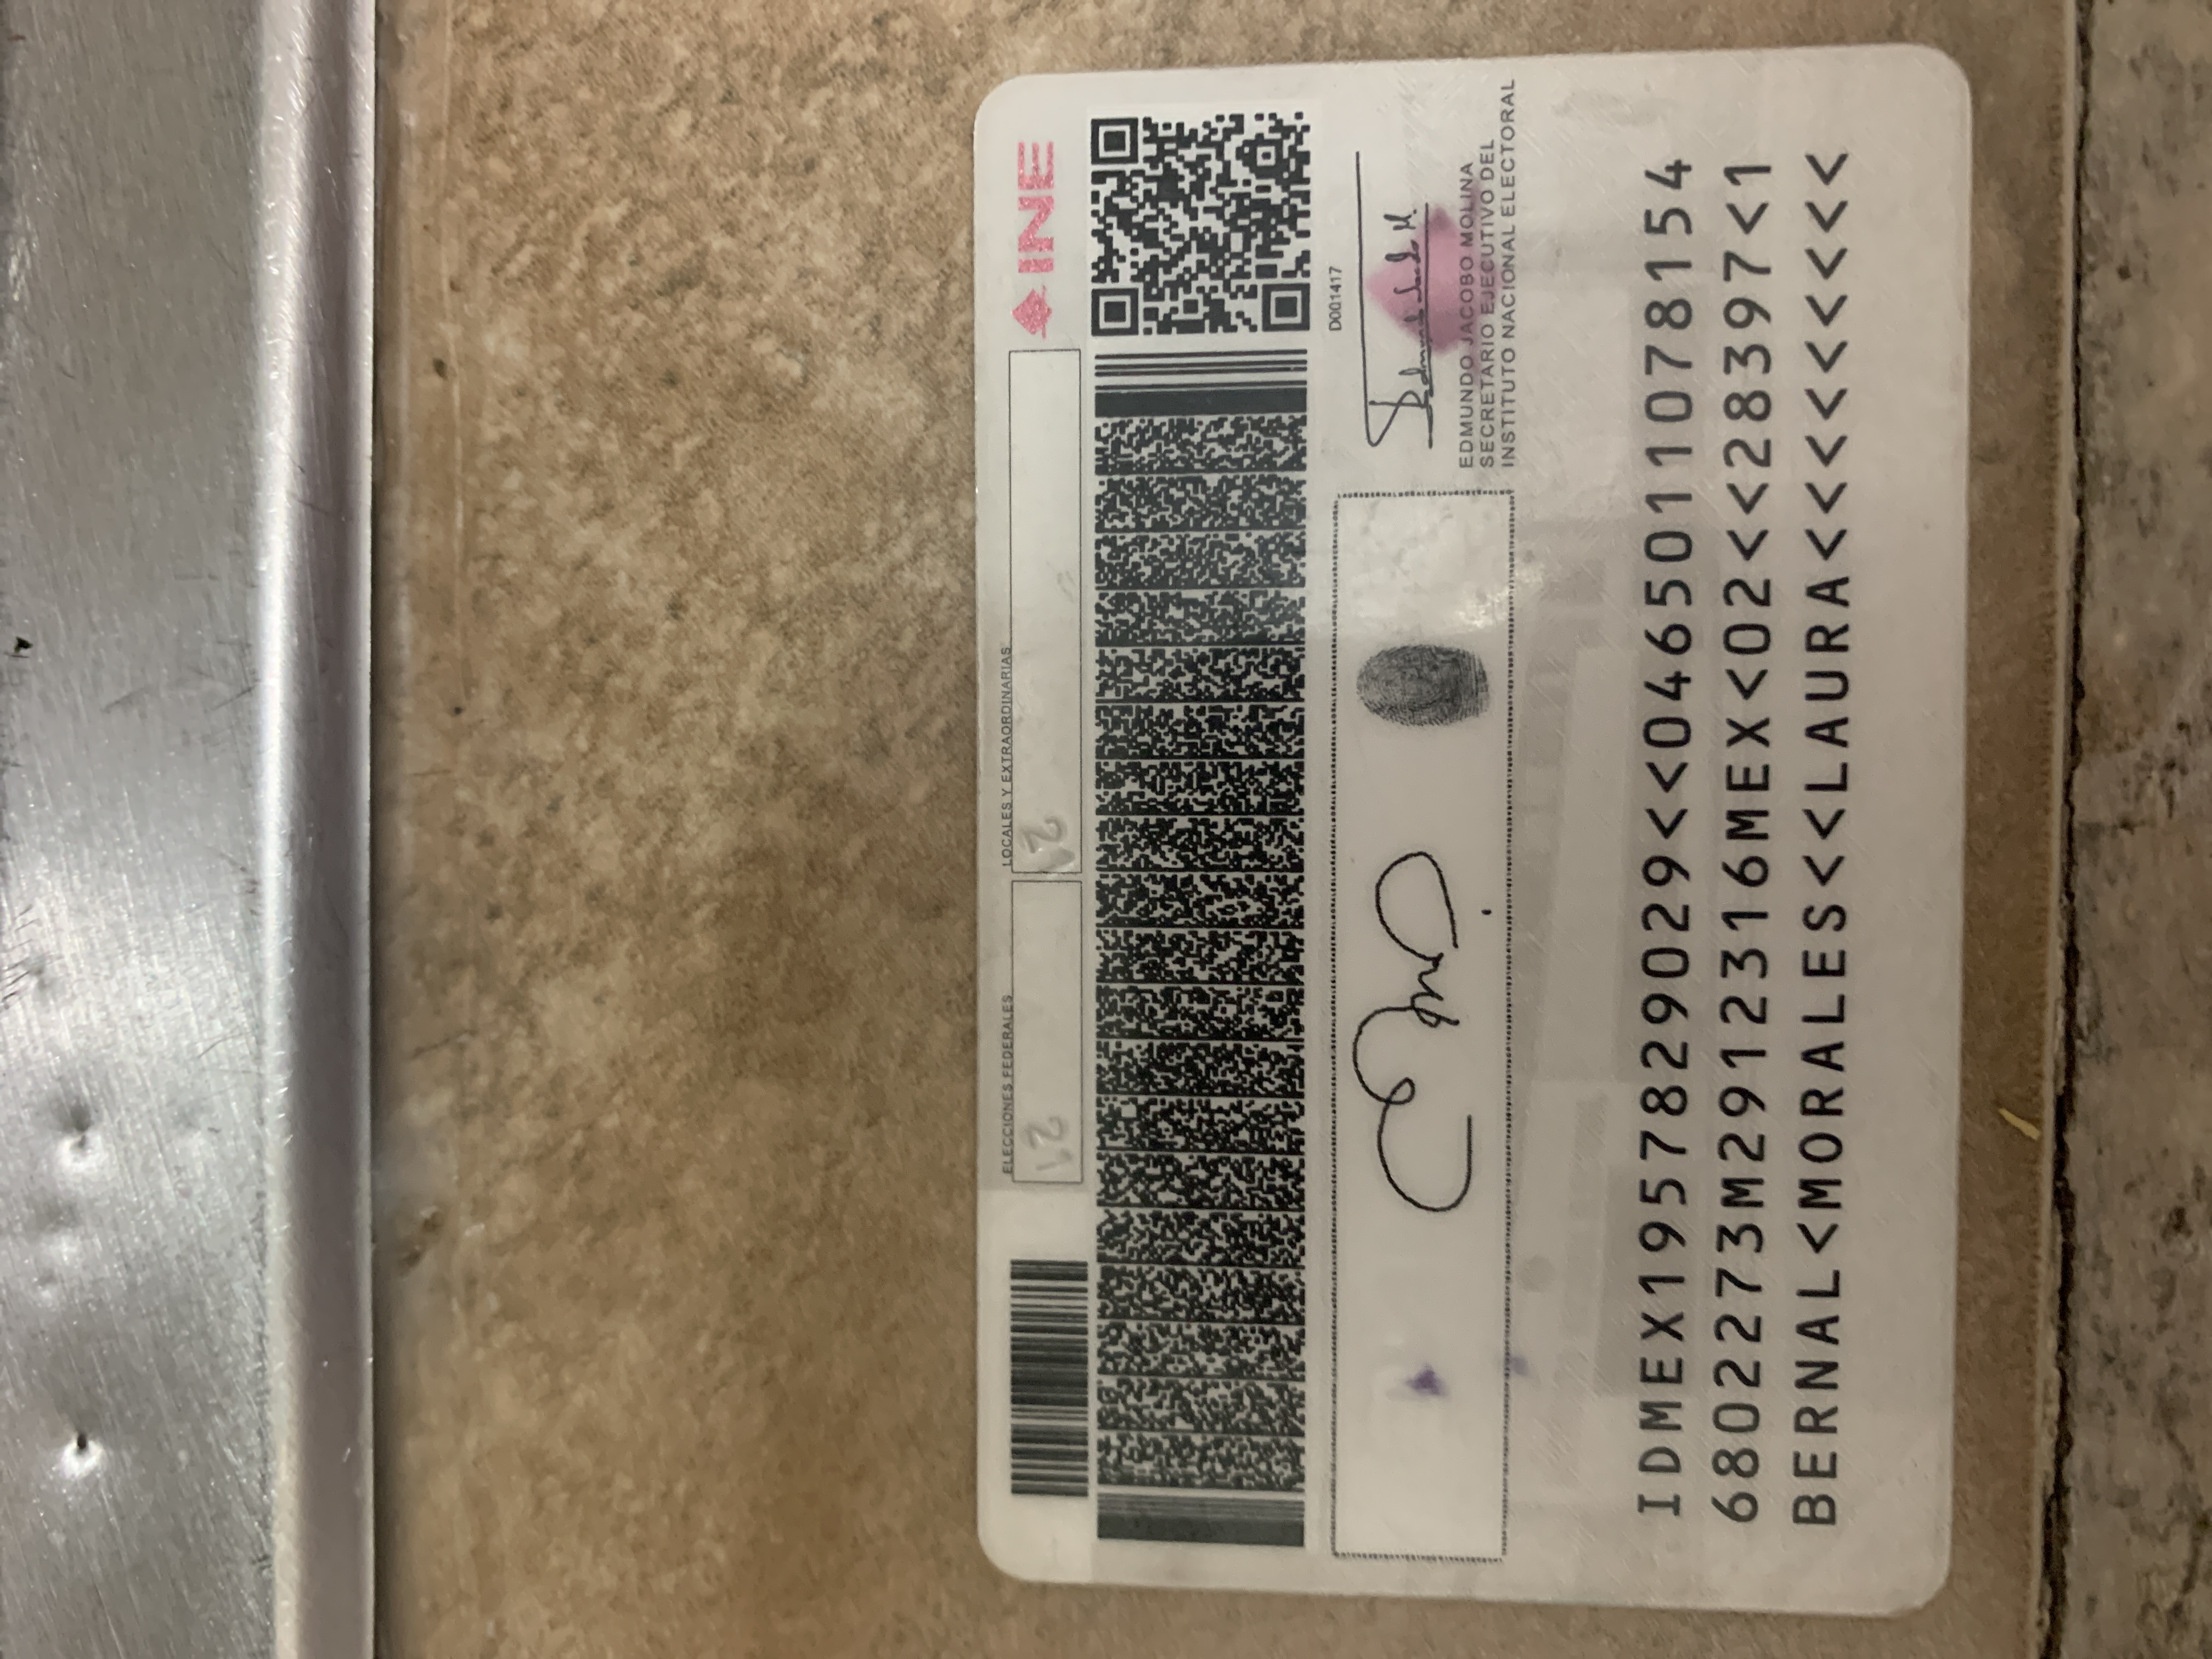 ELECCIONES FEDERALES
LOCALES Y EXTRAORDINARIAS
INE
21
21
D001417
EDMUNDO JACOBO MOLINA
SECRETARIO EJECUTIVO DEL
INSTITUTO NACIONAL ELECTORAL
IDMEX1957829029<<0465011078154
6802273M2912316MEX<02<<28397<1
BERNAL<MORALES<<LAURA<<<<<<<<<